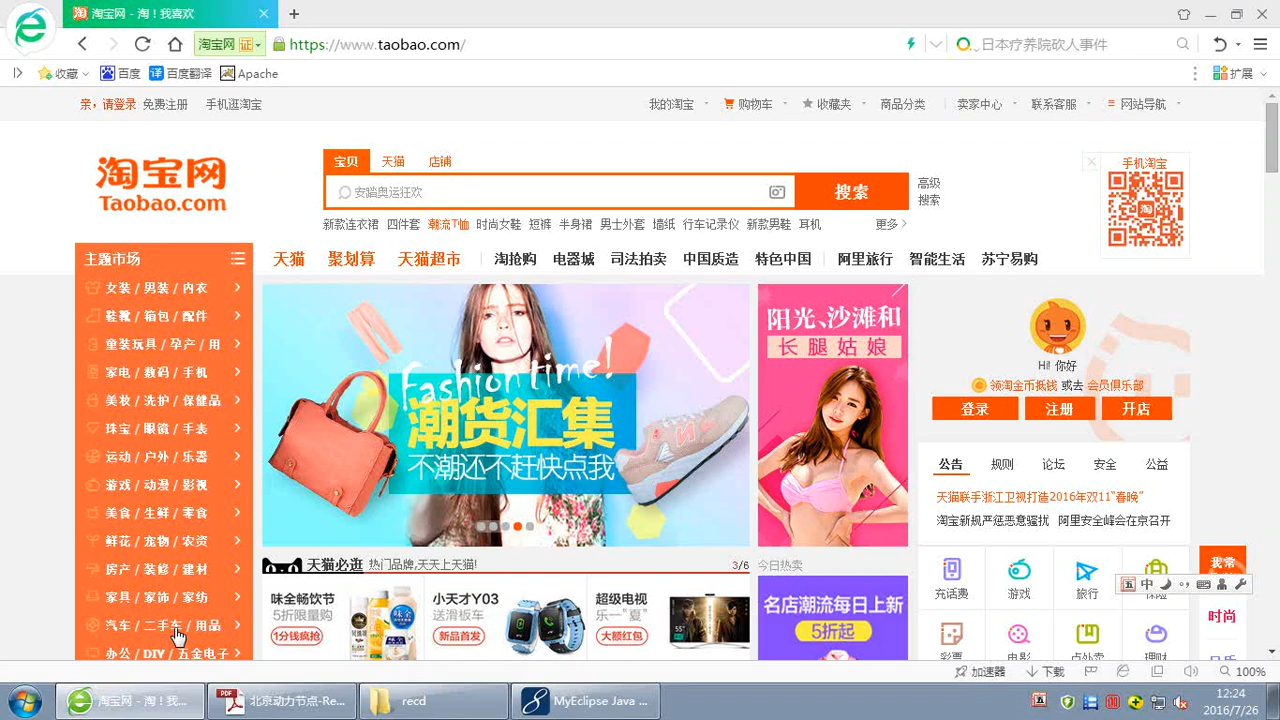 淘宝网 - 淘！我喜欢
淘宝网 证 https://www.taobao.com/
日本疗养院砍人事件
收藏 百度 译 百度翻译 Apache
扩展
亲，请登录 免费注册 手机逛淘宝
我的淘宝 购物车 收藏夹 商品分类 卖家中心 联系客服 网站导航
淘宝网
Taobao.com
宝贝 天猫 店铺
安踏奥运狂欢
搜索
高级
搜索
新款连衣裙 四件套 潮流T恤 时尚女鞋 短裤 半身裙 男士外套 墙纸 行车记录仪 新款男鞋 耳机 更多
手机淘宝
淘
主题市场
天猫 聚划算 天猫超市 淘抢购 电器城 司法拍卖 中国质造 特色中国 阿里旅行 智能生活 苏宁易购
女装 / 男装 / 内衣
鞋靴 / 箱包 / 配件
童装玩具 / 孕产 / 用
家电 / 数码 / 手机
美妆 / 洗护 / 保健品
珠宝 / 眼镜 / 手表
运动 / 户外 / 乐器
游戏 / 动漫 / 影视
美食 / 生鲜 / 零食
鲜花 / 宠物 / 农资
房产 / 装修 / 建材
家具 / 家饰 / 家纺
汽车 / 二手车 / 用品
办公 / DIY / 五金电子
Fashion time!
潮货汇集
不潮还不赶快点我
阳光、沙滩和
长腿姑娘
Hi! 你好
领淘金币抵钱 或去 会员俱乐部
登录 注册 开店
公告 规则 论坛 安全 公益
天猫联手浙江卫视打造2016年双11“春晚”
淘宝新规严惩恶意骚扰 阿里安全峰会在京召开
充话费 游戏 旅行 保险
彩票 电影 点外卖 理财
我常
时尚
五 中
天猫必逛 热门品牌,天天上天猫!
3/6
今日热卖
味全畅饮节
5折限量购
1分钱疯抢
小天才Y03
送滑板车
新品首发
超级电视
乐一“夏”
大额红包
名店潮流每日上新
5折起
加速器 下载 100%
淘宝网 - 淘！我...
北京动力节点-Re...
recd
MyEclipse Java ...
12:24
2016/7/26